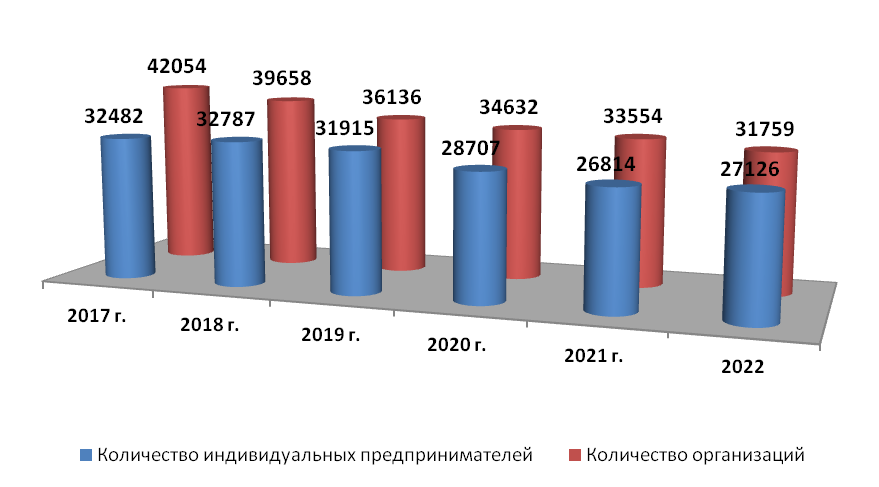 42054
39658
36136
34632
33554
31759
32482
32787
31915
28707
26814
27126
2017 г.
2018 г.
2019 г.
2020 г.
2021 г.
2022
Количество индивидуальных предпринимателей
Количество организаций